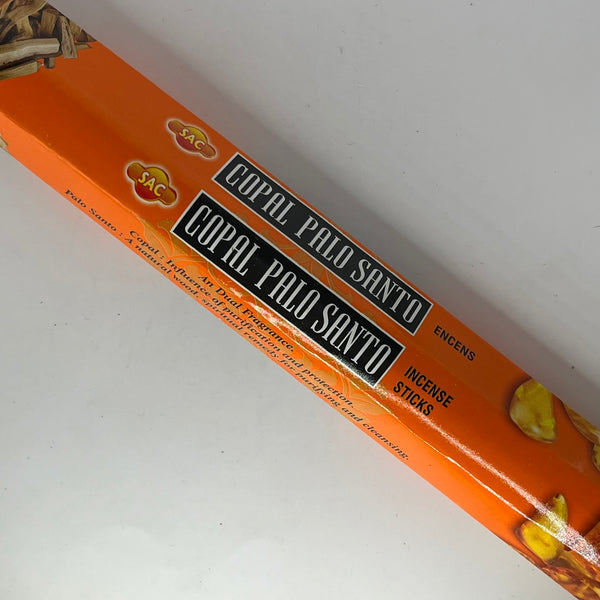 SAC
COPAL PALO SANTO
ENCENS
SAC
COPAL PALO SANTO
INCENSE
STICKS
An Dual Fragrance.
Copal : Influence of purification and protection.
Palo Santo : A natural wood, spiritual remedy for purifying and cleansing.